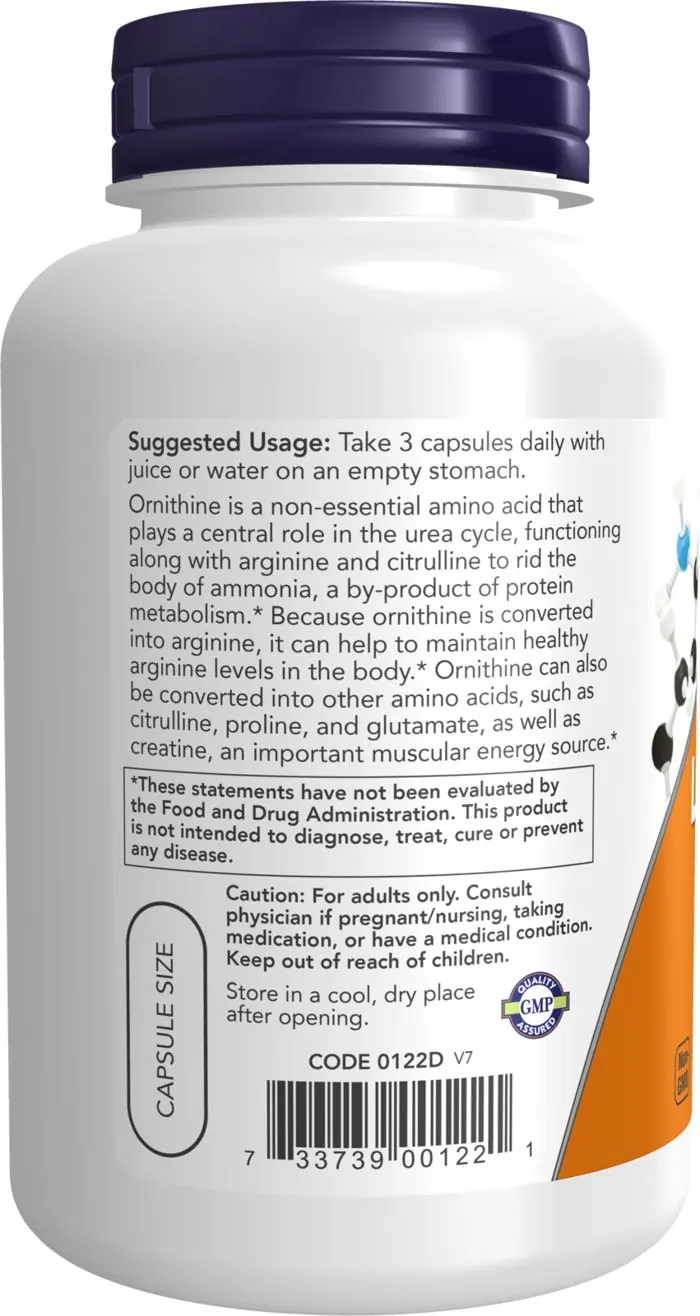 Suggested Usage: Take 3 capsules daily with
juice or water on an empty stomach.
Ornithine is a non-essential amino acid that
plays a central role in the urea cycle, functioning
along with arginine and citrulline to rid the
body of ammonia, a by-product of protein
metabolism.* Because ornithine is converted
into arginine, it can help to maintain healthy
arginine levels in the body.* Ornithine can also
be converted into other amino acids, such as
citrulline, proline, and glutamate, as well as
creatine, an important muscular energy source.*
*These statements have not been evaluated by
the Food and Drug Administration. This product
is not intended to diagnose, treat, cure or prevent
any disease.
CAPSULE SIZE
Caution: For adults only. Consult
physician if pregnant/nursing, taking
medication, or have a medical condition.
Keep out of reach of children.
Store in a cool, dry place
after opening.
QUALITY
GMP
ASSURED
CODE 0122D V7
7 33739 00122 1
Non-
GMO